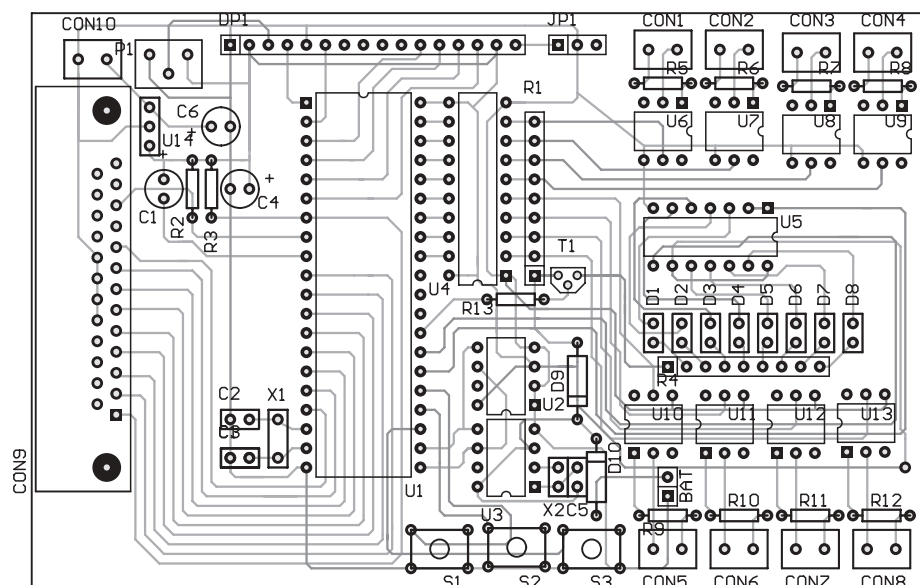 CON10
P1
DP1
JP1
CON1
CON2
CON3
CON4
R5
R6
R7
R8
R1
C6
U14
U6
U7
U8
U9
C1
R2
R3
C4
U5
T1
U4
R13
D1
D2
D3
D4
D5
D6
D7
D8
R4
D9
U2
C2
X1
C3
U10
U11
U12
U13
CON9
D10
U1
X2
C5
BAT
U3
R9
R10
R11
R12
S1
S2
S3
CON5
CON6
CON7
CON8